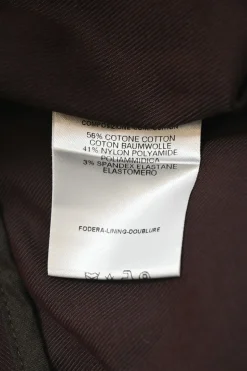 56% COTONE COTTON
COTON BAUMWOLLE
41% NYLON POLYAMIDE
POLIAMMIDICA
3% SPANDEX ELASTANE
ELASTOMERO
FODERA-LINING-DOUBLURE